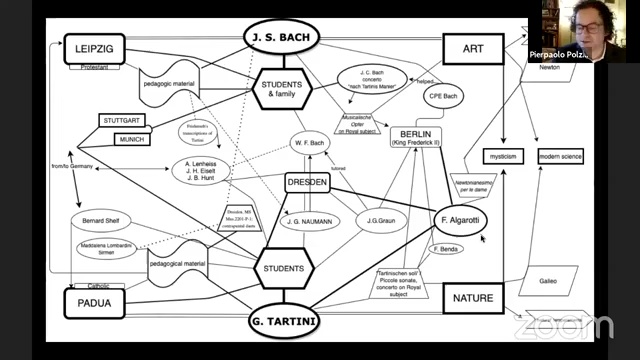 LEIPZIG
Protestant
J. S. BACH
ART
Pierpaolo Polzo
Newton
pedagogic material
STUDENTS
& family
J. C. Bach
concerto
"nach Tartinis Manier"
helped
CPE Bach
STUTTGART
MUNICH
transcriptions of
Tartini
Musicalische
Opfer
on Royal subject
BERLIN
(King Frederick II)
W. F. Bach
mysticism
modern science
from/to Germany
A. Lenheiss
J. H. Eiselt
J. B. Hunt
tutored
DRESDEN
Newtonianesimo
per le dame
Bernard Shelf
Dresden, MS
J. G. NAUMANN
J.G.Graun
F. Algarotti
Maddalena Lombardini
Sirmen
F. Benda
pedagogical material
STUDENTS
Tartinischen soli/
Piccole sonate,
concerto on Royal
subject
Galileo
Catholic
PADUA
G. TARTINI
NATURE
zoom